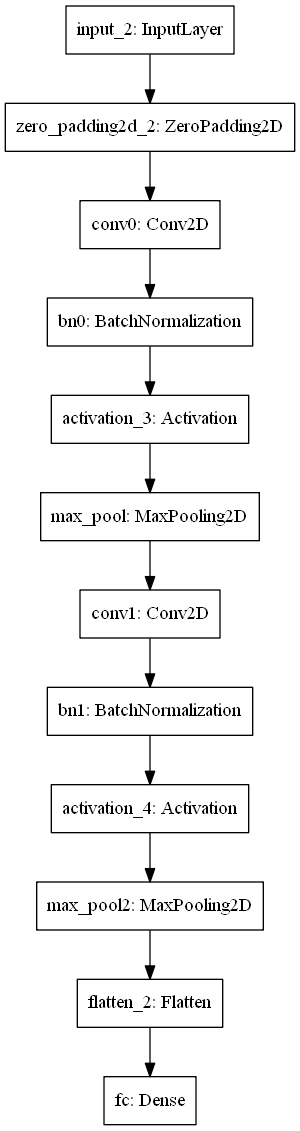 input_2: InputLayer
zero_padding2d_2: ZeroPadding2D
conv0: Conv2D
bn0: BatchNormalization
activation_3: Activation
max_pool: MaxPooling2D
conv1: Conv2D
bn1: BatchNormalization
activation_4: Activation
max_pool2: MaxPooling2D
flatten_2: Flatten
fc: Dense